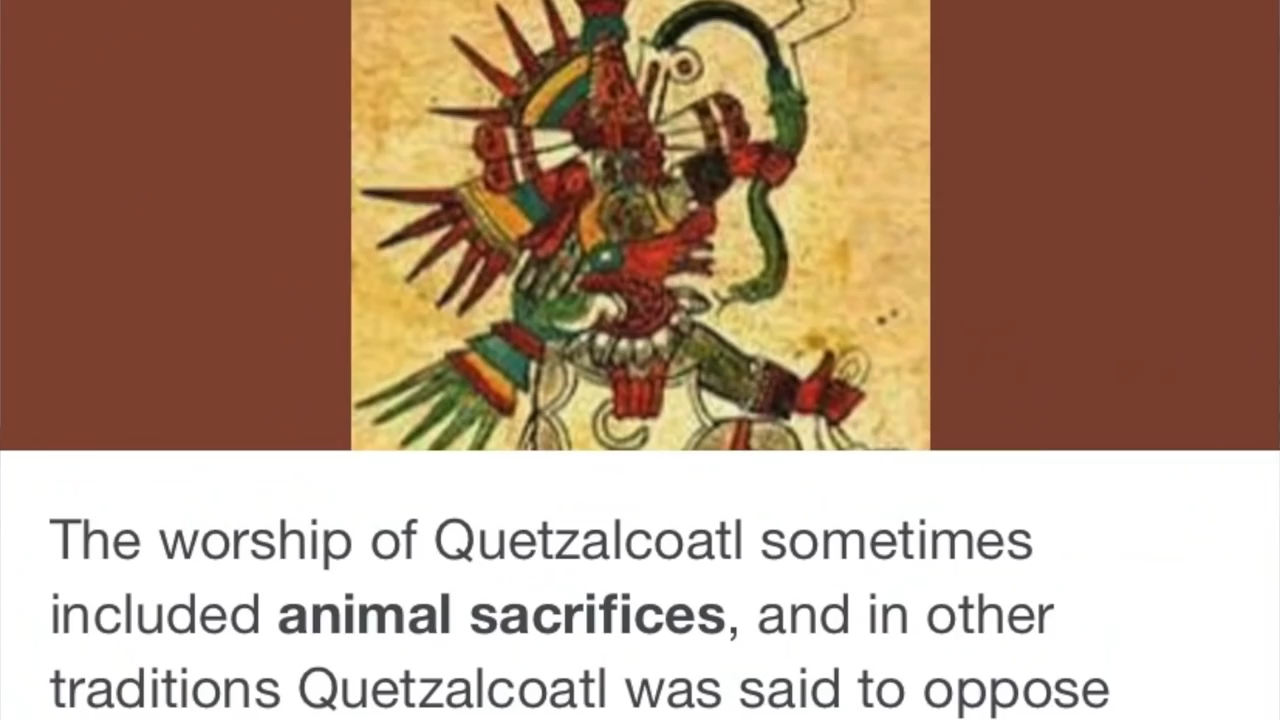 The worship of Quetzalcoatl sometimes
included animal sacrifices, and in other
traditions Quetzalcoatl was said to oppose